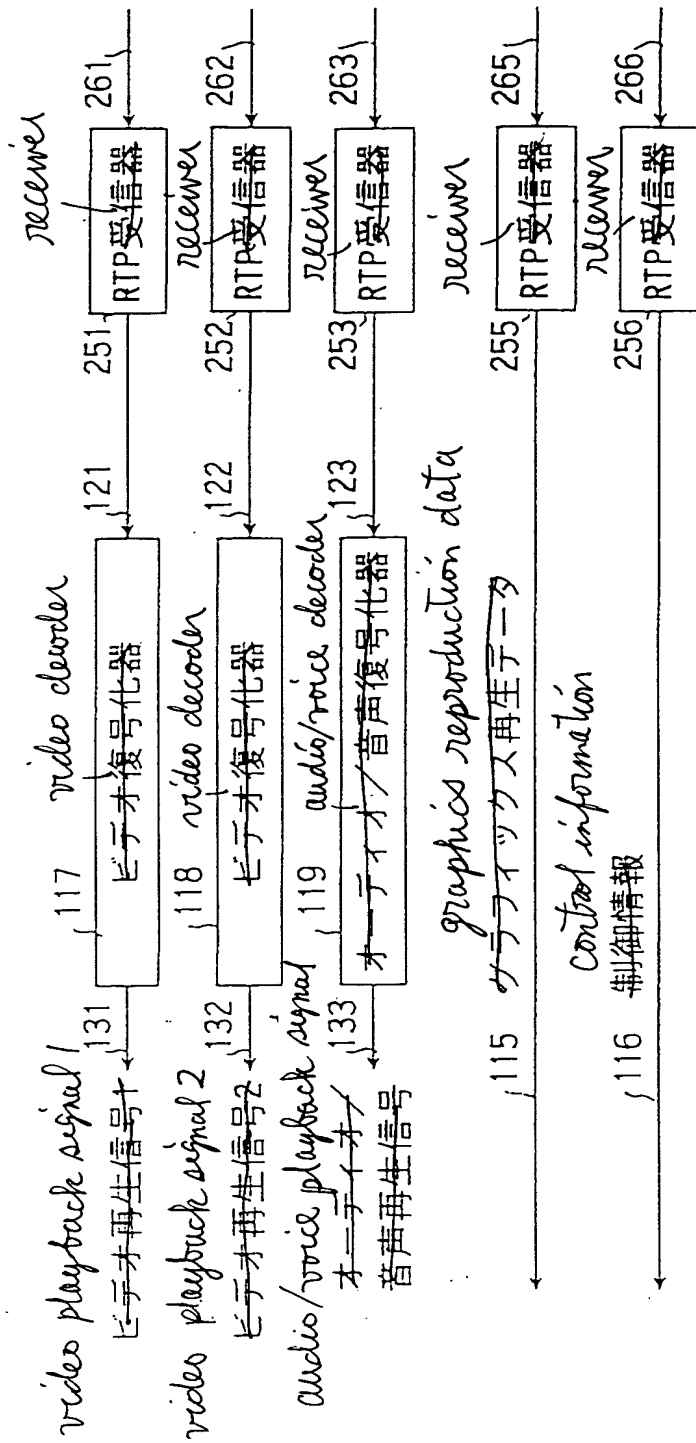 video playback signal 1
ビデオ再生信号1
131
117
video decoder
ビデオ復号化器
121
251
receiver
RTP受信器
261
video playback signal 2
ビデオ再生信号2
132
118
video decoder
ビデオ復号化器
122
252
receiver
RTP受信器
262
audio/voice playback signal
オーディオ/
音声再生信号
133
119
audio/voice decoder
オーディオ/音声復号化器
123
253
receiver
RTP受信器
263
graphics reproduction data
115
グラフィックス再生データ
255
receiver
RTP受信器
265
control information
116
制御情報
256
receiver
RTP受信器
266